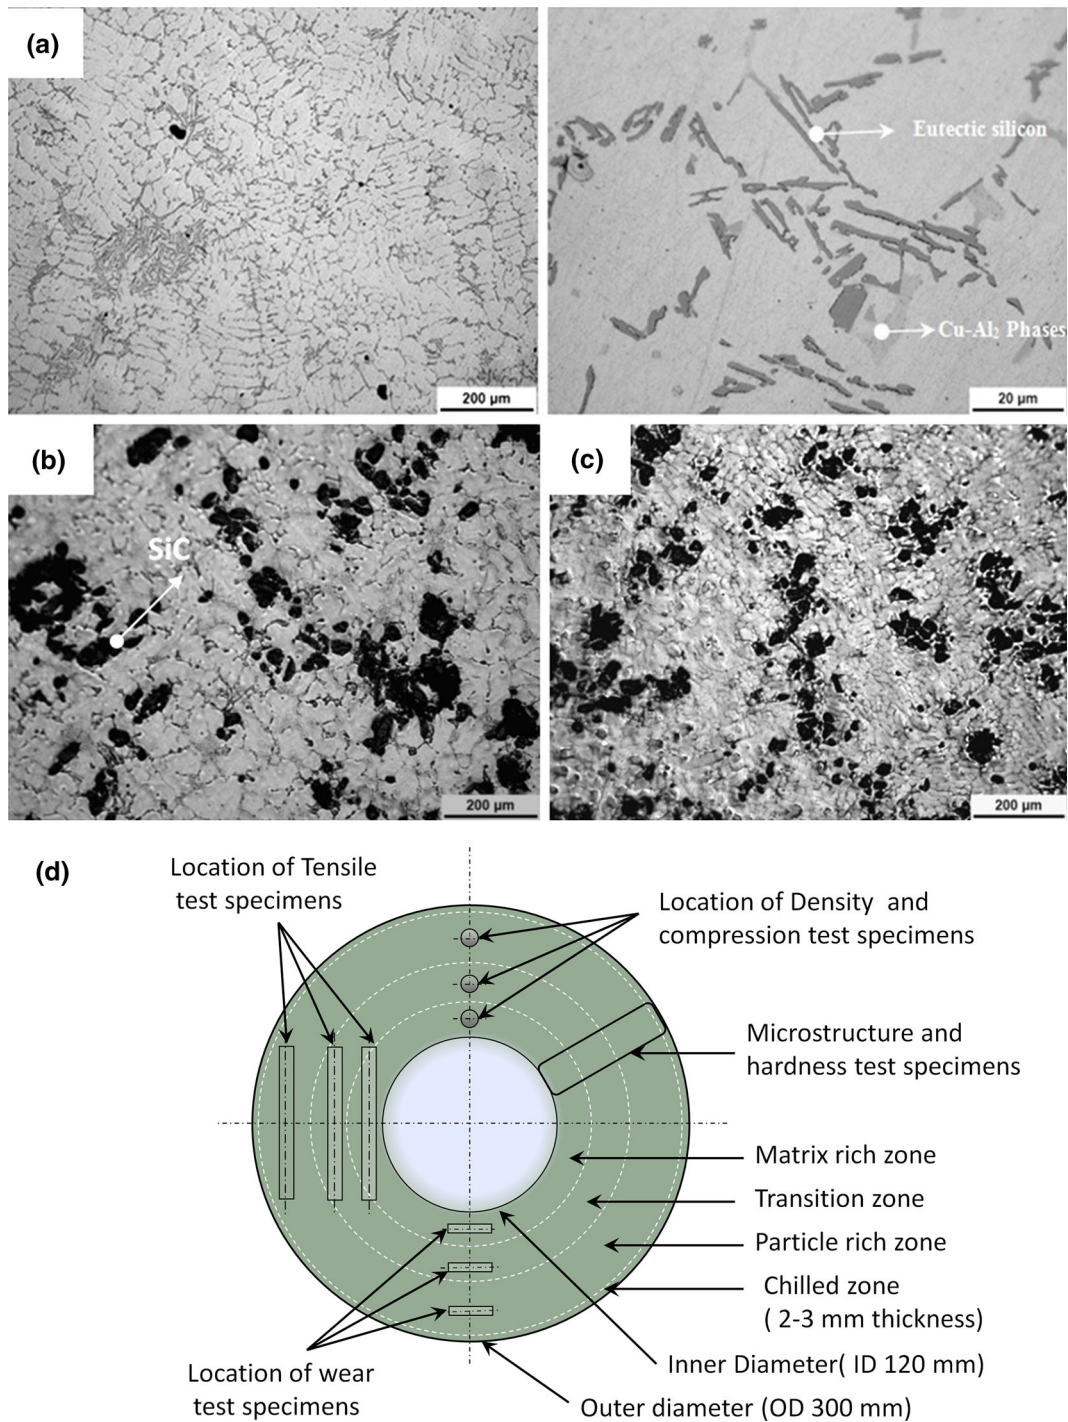 (a)
Eutectic silicon
Cu-Al₂ Phases
200 µm
20 µm
(b)
SiC
200 µm
(c)
200 µm
(d)
Location of Tensile
test specimens
Location of Density and
compression test specimens
Microstructure and
hardness test specimens
Matrix rich zone
Transition zone
Particle rich zone
Chilled zone
( 2-3 mm thickness)
Inner Diameter( ID 120 mm)
Outer diameter (OD 300 mm)
Location of wear
test specimens